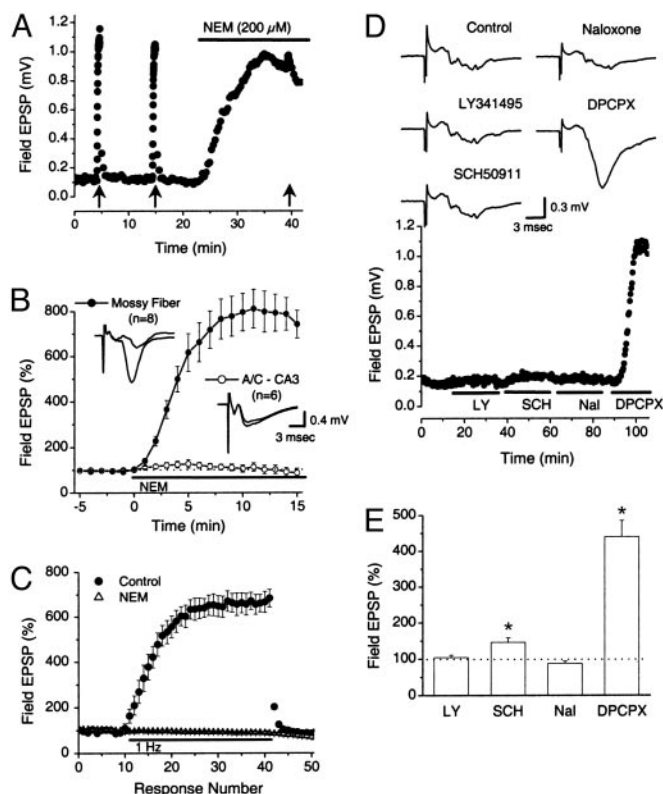 A
NEM (200 μM)
Field EPSP (mV)
1.2
1.0
0.8
0.6
0.4
0.2
0.0
0 10 20 30 40
Time (min)
B
Mossy Fiber
(n=8)
A/C - CA3
(n=6)
0.4 mV
3 msec
Field EPSP (%)
800
600
400
200
0
NEM
-5 0 5 10 15
Time (min)
C
Control
NEM
Field EPSP (%)
800
600
400
200
0
1 Hz
0 10 20 30 40 50
Response Number
D
Control
Naloxone
LY341495
DPCPX
SCH50911
0.3 mV
3 msec
Field EPSP (mV)
1.2
1.0
0.8
0.6
0.4
0.2
0.0
LY SCH Nal DPCPX
0 20 40 60 80 100
Time (min)
E
Field EPSP (%)
500
400
300
200
100
0
* *
LY SCH Nal DPCPX